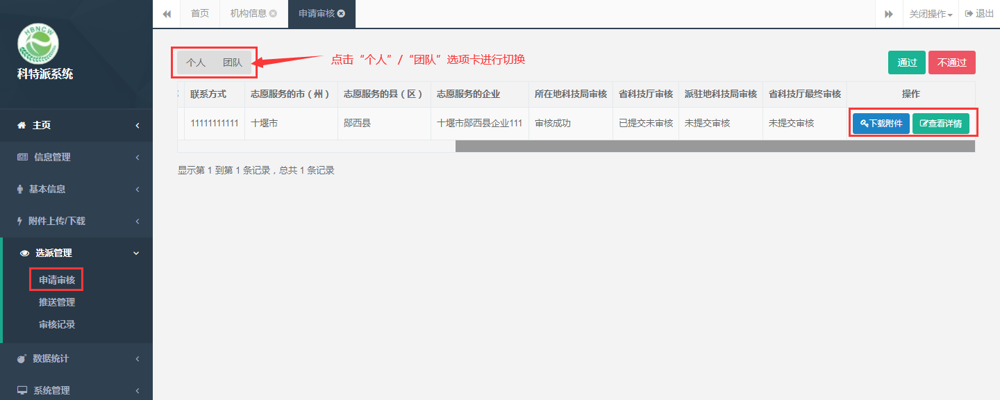 HBNCW
科特派系统
主页
信息管理
基本信息
附件上传/下载
选派管理
申请审核
推送管理
审核记录
数据统计
系统管理
首页 机构信息 申请审核 关闭操作 退出
个人 团队
点击“个人”/“团队”选项卡进行切换
通过 不通过
联系方式 志愿服务的市（州） 志愿服务的县（区） 志愿服务的企业 所在地科技局审核 省科技厅审核 派驻地科技局审核 省科技厅最终审核 操作
11111111111 十堰市 郧西县 十堰市郧西县企业111 审核成功 已提交未审核 未提交审核 未提交审核 下载附件 查看详情
显示第 1 到第 1 条记录，总共 1 条记录